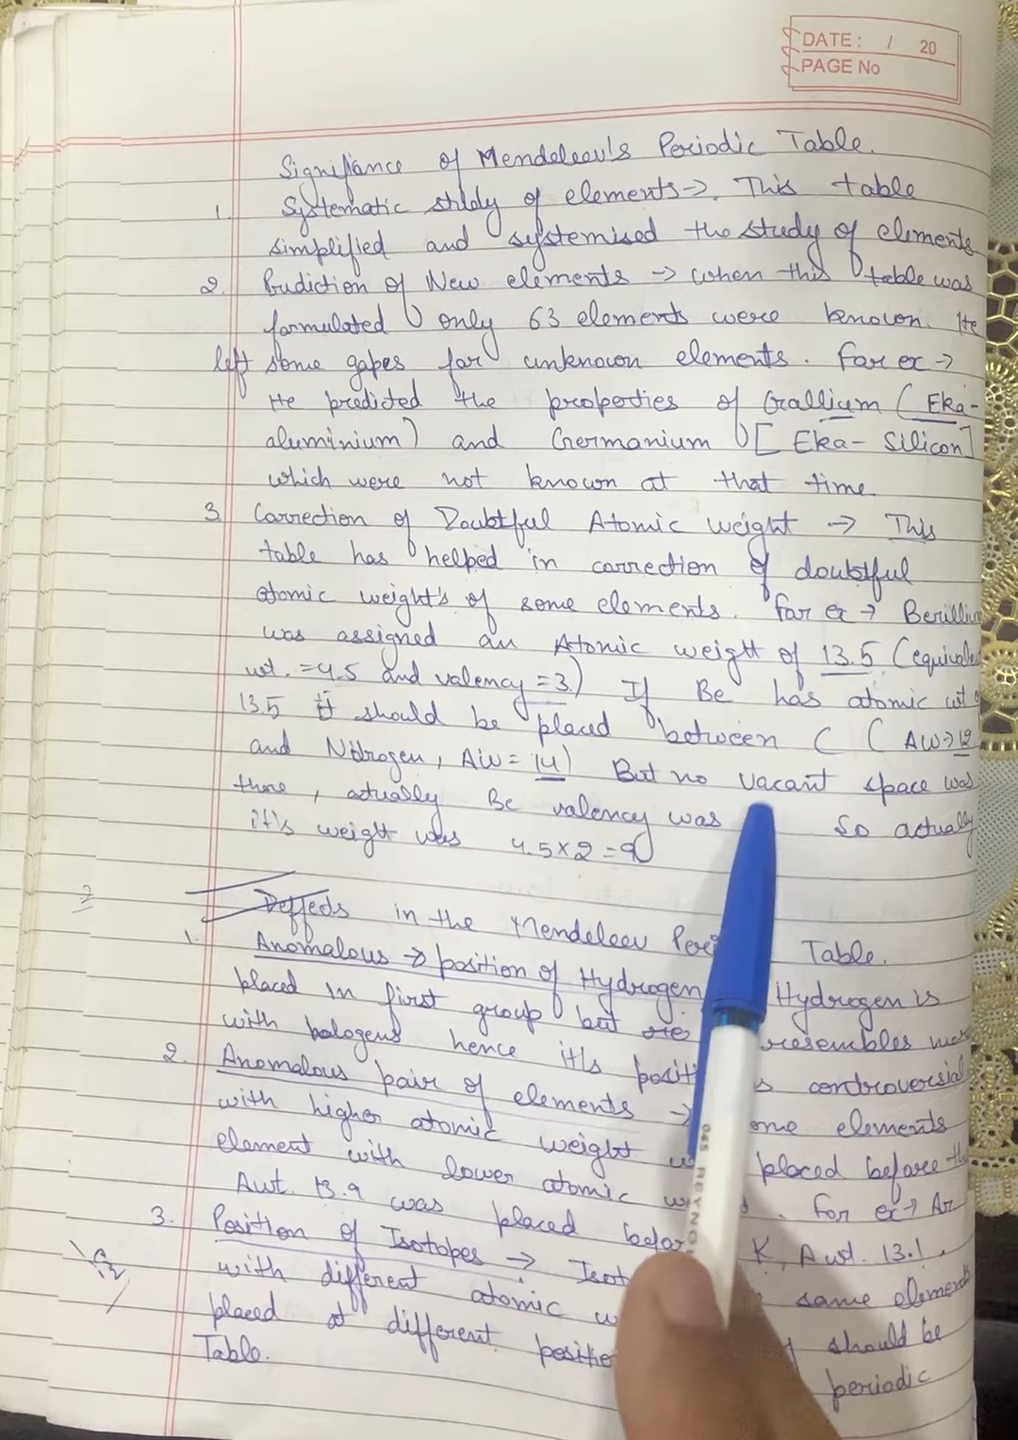 DATE: / 20
PAGE No
Signifiance of Mendeleev's Periodic Table.
1. Systematic study of elements →. This table
simplified and systemised the study of elements
2. Prediction of New elements → when this table was
formulated only 63 elements were known. He
left some gapes for unknown elements. For ex →
He predicted the properties of Gallium (Eka-
aluminium) and Germanium [Eka-Silicon]
which were not known at that time.
3. Correction of Doubtful Atomic weight → This
table has helped in correction of doubtful
atomic weight's of some elements. For ex → Berillium
was assigned an Atomic weight of 13.5 (equivale
wt. = 4.5 and valency = 3) If Be has atomic wt
13.5 it should be placed between C (AW → 12
and Nitrogen, AW = 14) But no vacant space was
there, actually Be valency was So actually
it's weight was 4.5×2=9
Deffects in the Mendeleev Peri Table.
1. Anomalous → position of Hydrogen Hydrogen is
placed in first group but resembles more
with halogens hence it's positi s controversial
2. Anomalous pair of elements → ome elements
with higher atomic weight w placed before the
element with lower atomic w . For ex → Ar
Awt. 13.9 was placed befor K, Awt. 13.1.
3. Position of Isotopes → Isot same elements
with different atomic w should be
placed at different positio periodic
Table.
REYNO